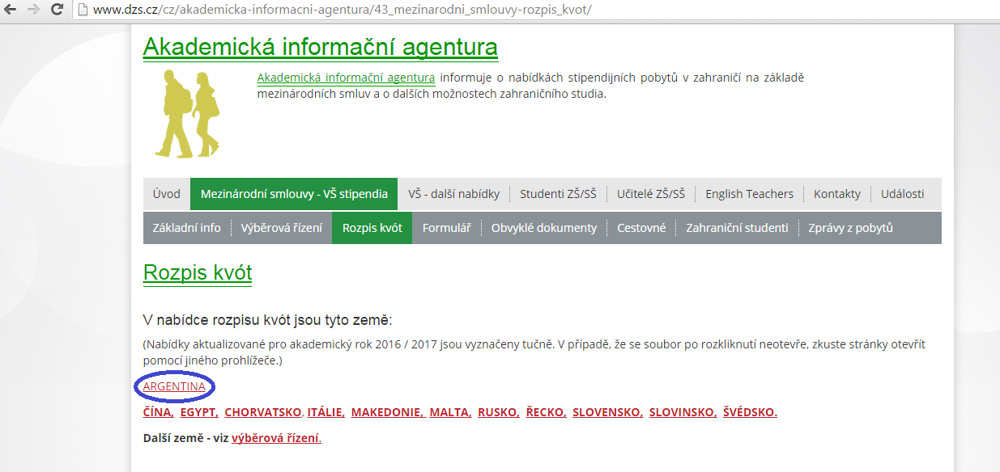 www.dzs.cz/cz/akademicka-informacni-agentura/43_mezinarodni_smlouvy-rozpis_kvot/
Akademická informační agentura
Akademická informační agentura informuje o nabídkách stipendijních pobytů v zahraničí na základě
mezinárodních smluv a o dalších možnostech zahraničního studia.
Úvod Mezinárodní smlouvy - VŠ stipendia VŠ - další nabídky Studenti ZŠ/SŠ Učitelé ZŠ/SŠ English Teachers Kontakty Události
Základní info Výběrová řízení Rozpis kvót Formulář Obvyklé dokumenty Cestovné Zahraniční studenti Zprávy z pobytů
Rozpis kvót
V nabídce rozpisu kvót jsou tyto země:
(Nabídky aktualizované pro akademický rok 2016 / 2017 jsou vyznačeny tučně. V případě, že se soubor po rozkliknutí neotevře, zkuste stránky otevřít
pomocí jiného prohlížeče.)
ARGENTINA
ČÍNA, EGYPT, CHORVATSKO, ITÁLIE, MAKEDONIE, MALTA, RUSKO, ŘECKO, SLOVENSKO, SLOVINSKO, ŠVÉDSKO.
Další země - viz výběrová řízení.